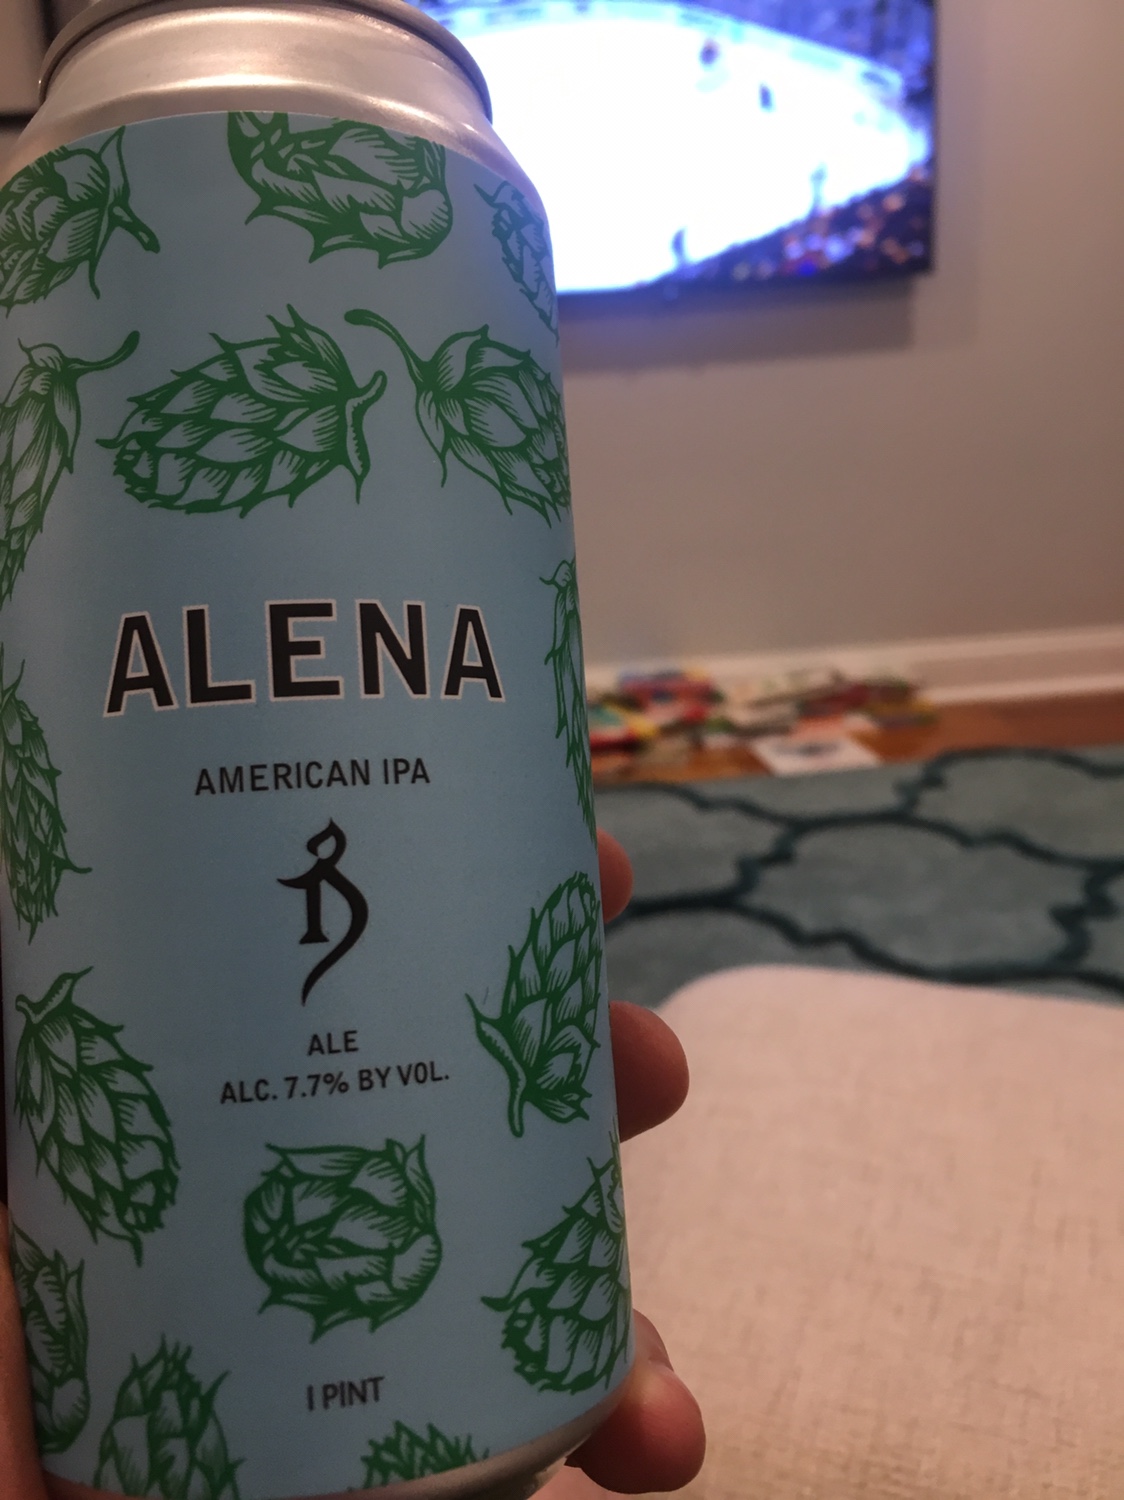 ALENA
AMERICAN IPA
ALE
ALC. 7.7% BY VOL.
1 PINT